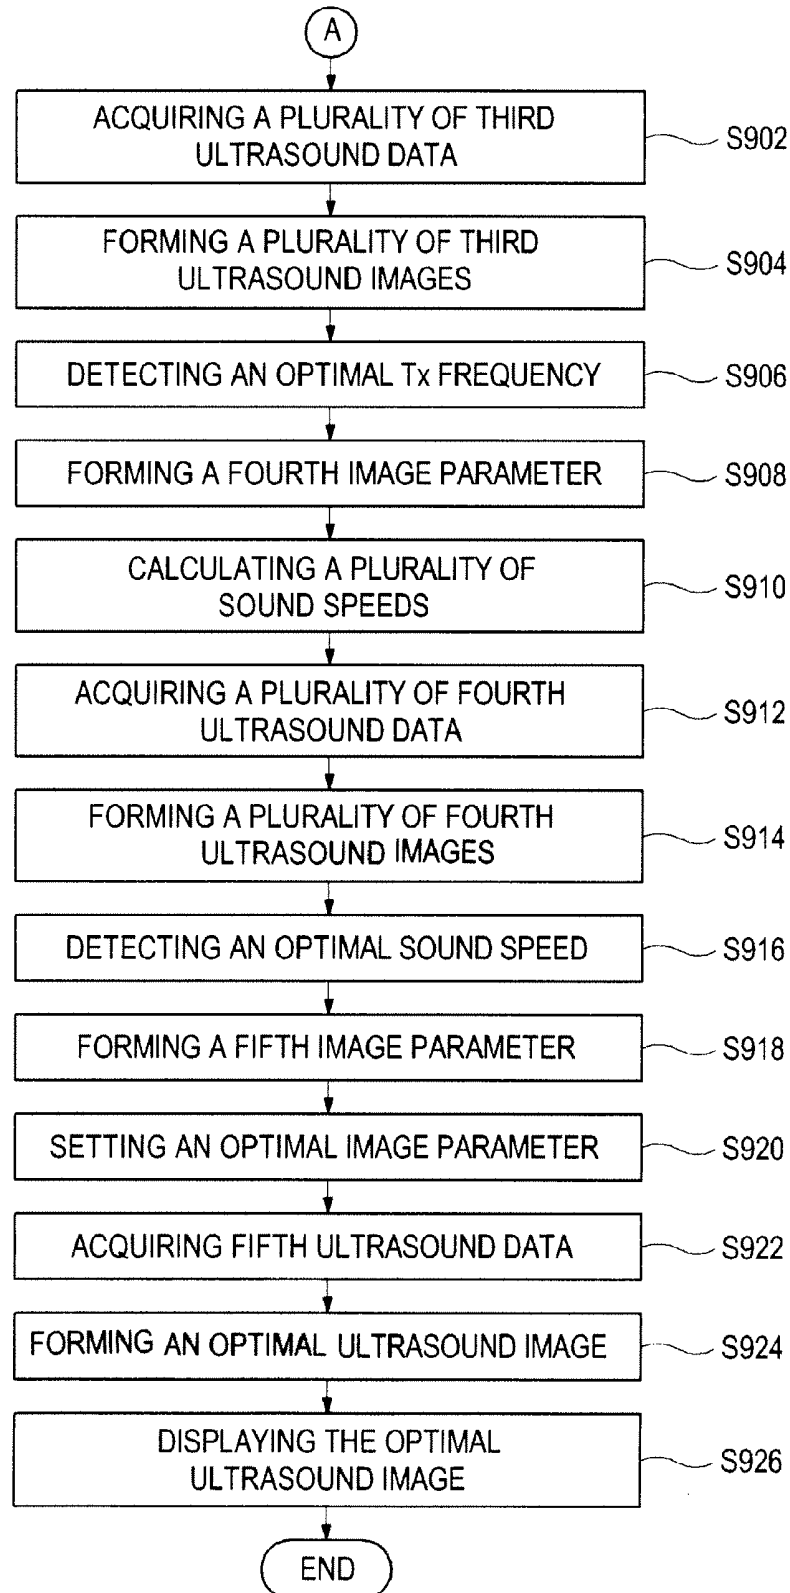 A
ACQUIRING A PLURALITY OF THIRD
ULTRASOUND DATA
S902
FORMING A PLURALITY OF THIRD
ULTRASOUND IMAGES
S904
DETECTING AN OPTIMAL Tx FREQUENCY
S906
FORMING A FOURTH IMAGE PARAMETER
S908
CALCULATING A PLURALITY OF
SOUND SPEEDS
S910
ACQUIRING A PLURALITY OF FOURTH
ULTRASOUND DATA
S912
FORMING A PLURALITY OF FOURTH
ULTRASOUND IMAGES
S914
DETECTING AN OPTIMAL SOUND SPEED
S916
FORMING A FIFTH IMAGE PARAMETER
S918
SETTING AN OPTIMAL IMAGE PARAMETER
S920
ACQUIRING FIFTH ULTRASOUND DATA
S922
FORMING AN OPTIMAL ULTRASOUND IMAGE
S924
DISPLAYING THE OPTIMAL
ULTRASOUND IMAGE
S926
END